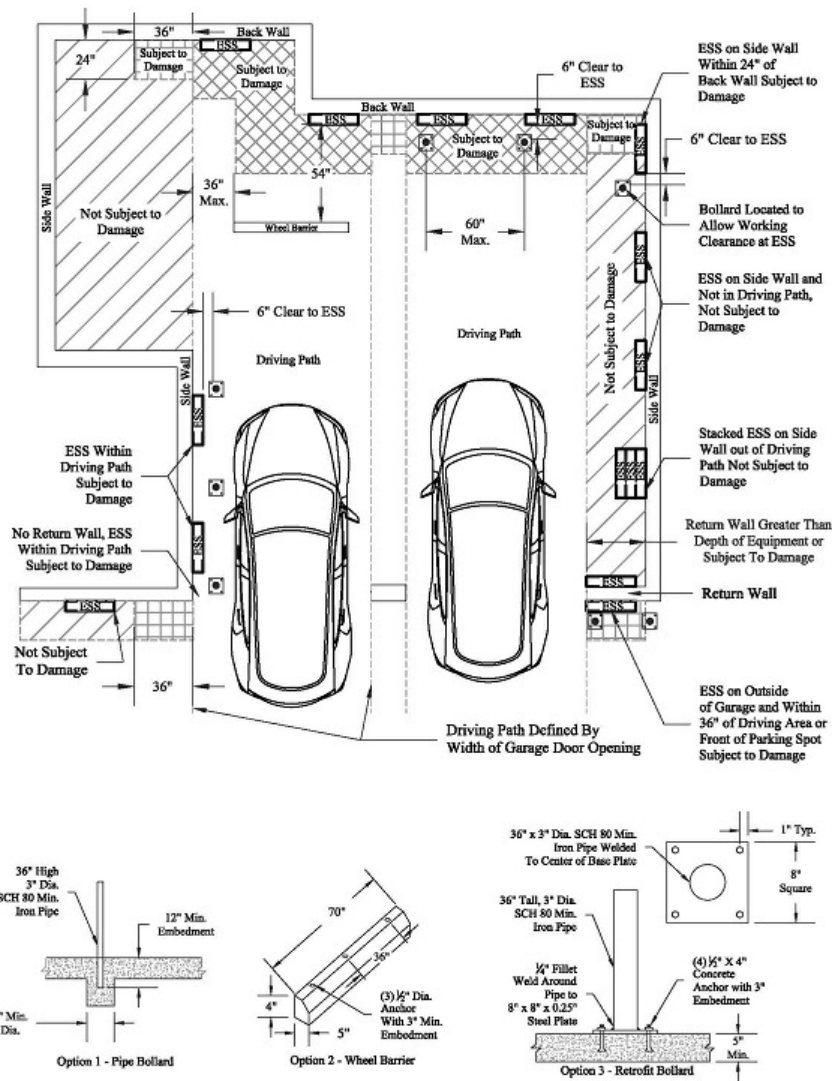 36"
Back Wall
ESS
24"
Subject to
Damage
Subject to
Damage
6" Clear to
ESS
ESS on Side Wall
Within 24" of
Back Wall Subject to
Damage
Back Wall
ESS
ESS
ESS
Subject to
Damage
Subject to
Damage
ESS
6" Clear to ESS
54"
36"
Max.
Side Wall
Not Subject to
Damage
Wheel Barrier
60"
Max.
Bollard Located to
Allow Working
Clearance at ESS
ESS
Not Subject to Damage
ESS on Side Wall and
Not in Driving Path,
Not Subject to
Damage
6" Clear to ESS
Driving Path
Driving Path
Side Wall
ESS
ESS
Side Wall
ESS Within
Driving Path
Subject to
Damage
Stacked ESS on Side
Wall out of Driving
Path Not Subject to
Damage
ESS
ESS
ESS
No Return Wall, ESS
Within Driving Path
Subject to Damage
ESS
Return Wall Greater Than
Depth of Equipment or
Subject To Damage
ESS
Return Wall
ESS
ESS
Not Subject
To Damage
36"
ESS on Outside
of Garage and Within
36" of Driving Area or
Front of Parking Spot
Subject to Damage
Driving Path Defined By
Width of Garage Door Opening
36" High
3" Dia.
SCH 80 Min.
Iron Pipe
12" Min.
Embedment
" Min.
Dia.
Option 1 - Pipe Bollard
70"
36"
4"
5"
(3) ½" Dia.
Anchor
With 3" Min.
Embedment
Option 2 - Wheel Barrier
36" x 3" Dia. SCH 80 Min.
Iron Pipe Welded
To Center of Base Plate
1" Typ.
8"
Square
36" Tall, 3" Dia.
SCH 80 Min.
Iron Pipe
¼" Fillet
Weld Around
Pipe to
8" x 8" x 0.25"
Steel Plate
(4) ½" X 4"
Concrete
Anchor with 3"
Embedment
5"
Min.
Option 3 - Retrofit Bollard